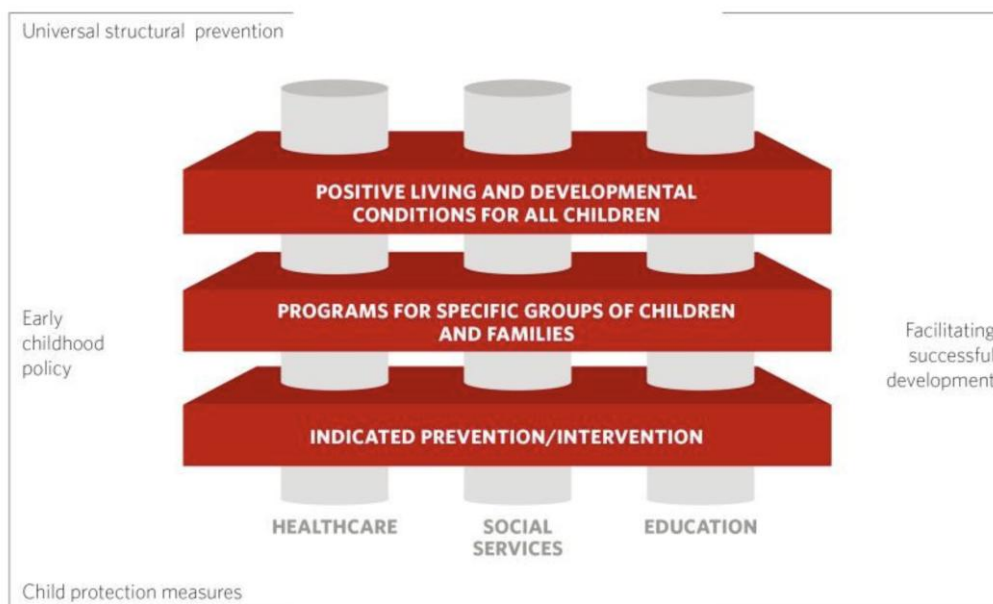 Universal structural prevention
POSITIVE LIVING AND DEVELOPMENTAL
CONDITIONS FOR ALL CHILDREN
PROGRAMS FOR SPECIFIC GROUPS OF CHILDREN
AND FAMILIES
Early
childhood
policy
Facilitating
successful
development
INDICATED PREVENTION/INTERVENTION
HEALTHCARE
SOCIAL
SERVICES
EDUCATION
Child protection measures